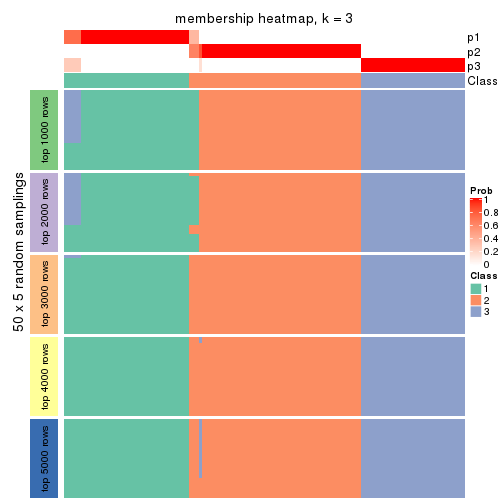 membership heatmap, k = 3
p1
p2
p3
Class
50 x 5 random samplings
top 1000 rows
top 2000 rows
top 3000 rows
top 4000 rows
top 5000 rows
Prob
1
0.8
0.6
0.4
0.2
0
Class
1
2
3